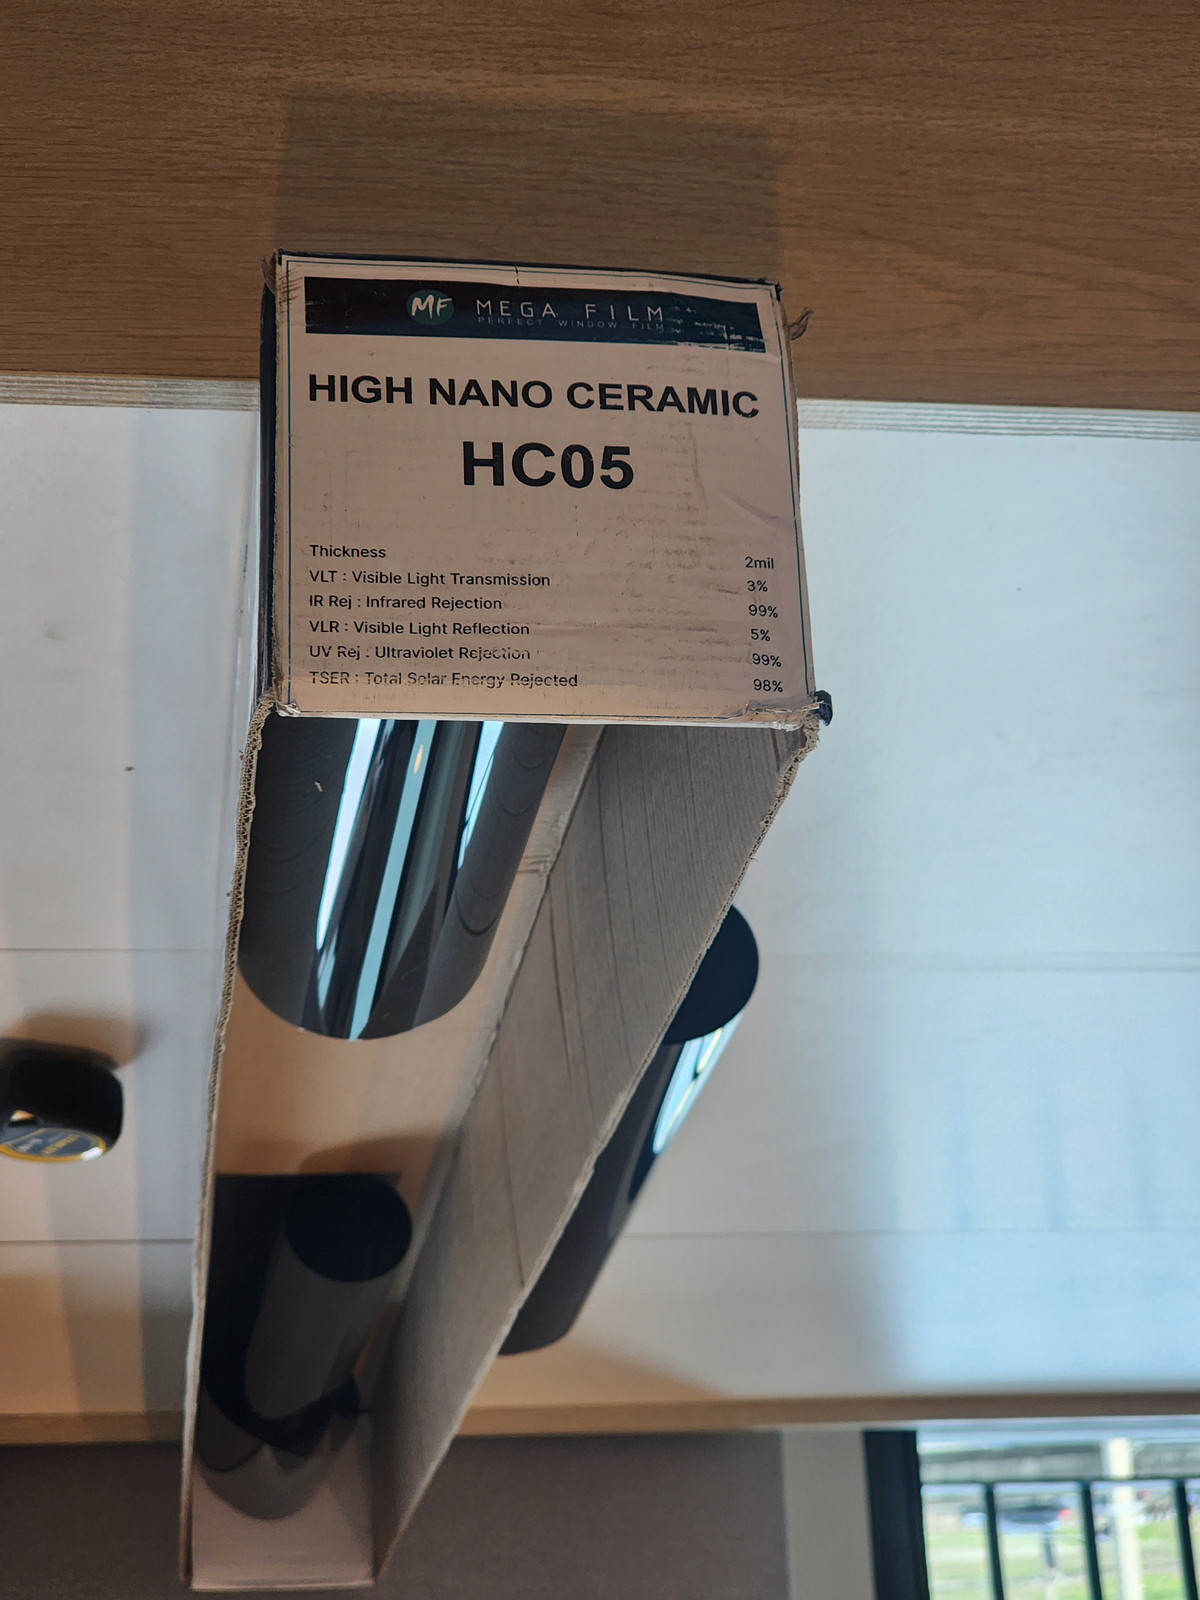 MF MEGA FILM
PERFECT WINDOW FILM
HIGH NANO CERAMIC
HC05
Thickness 2mil
VLT : Visible Light Transmission 3%
IR Rej : Infrared Rejection 99%
VLR : Visible Light Reflection 5%
UV Rej : Ultraviolet Rejection 99%
TSER : Total Solar Energy Rejected 98%